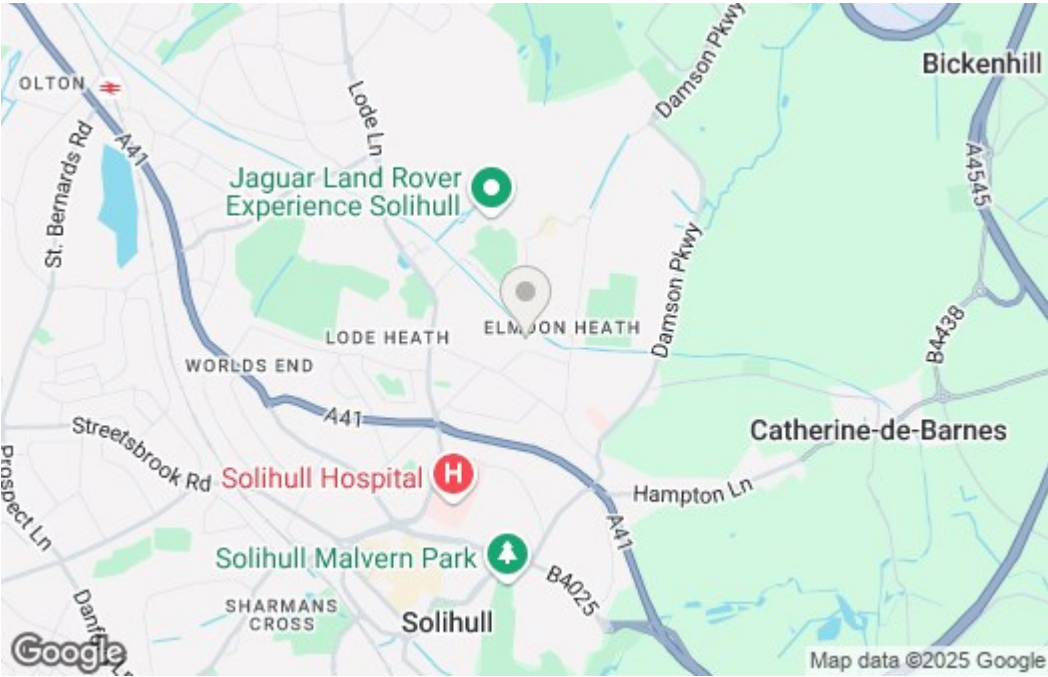 Damson Pkwy
Bickenhill
OLTON
Lode Ln
A41
St. Bernards Rd
A4545
Jaguar Land Rover
Experience Solihull
Damson Pkwy
ELMDON HEATH
LODE HEATH
B4438
WORLDS END
A41
Catherine-de-Barnes
Streetsbrook Rd
Solihull Hospital
H
Hampton Ln
Prospect Ln
A41
Solihull Malvern Park
B4025
SHARMANS
CROSS
Solihull
Google
Map data ©2025 Google